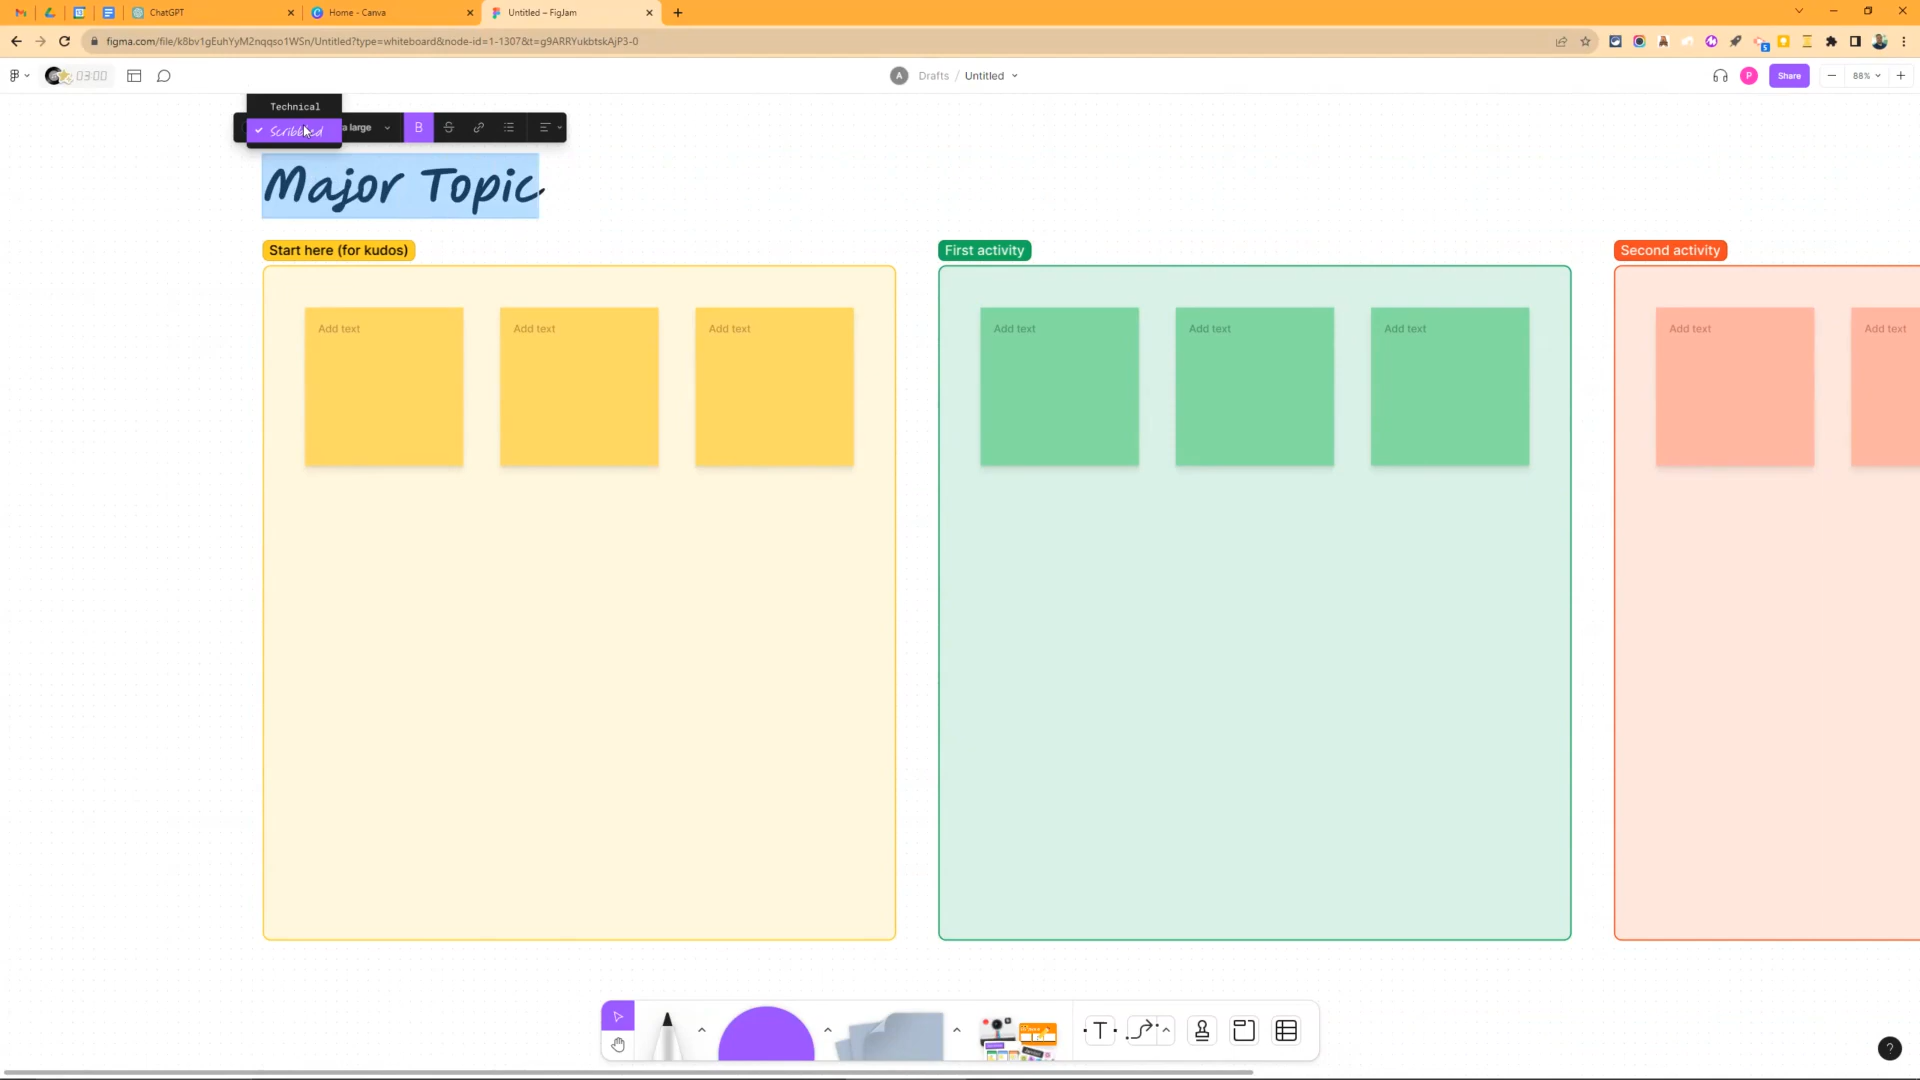 ChatGPT
Home - Canva
Untitled – FigJam
figma.com/file/k8bv1gEuhYyM2nqqso1WSn/Untitled?type=whiteboard&node-id=1-1307&t=g9ARRYukbtskAjP3-0
03:00
A
Drafts / Untitled
P
Share
88%
Technical
Scribbled
a large
B
S
Major Topic
Start here (for kudos)
First activity
Second activity
Add text
Add text
Add text
Add text
Add text
Add text
Add text
Add text
T
?